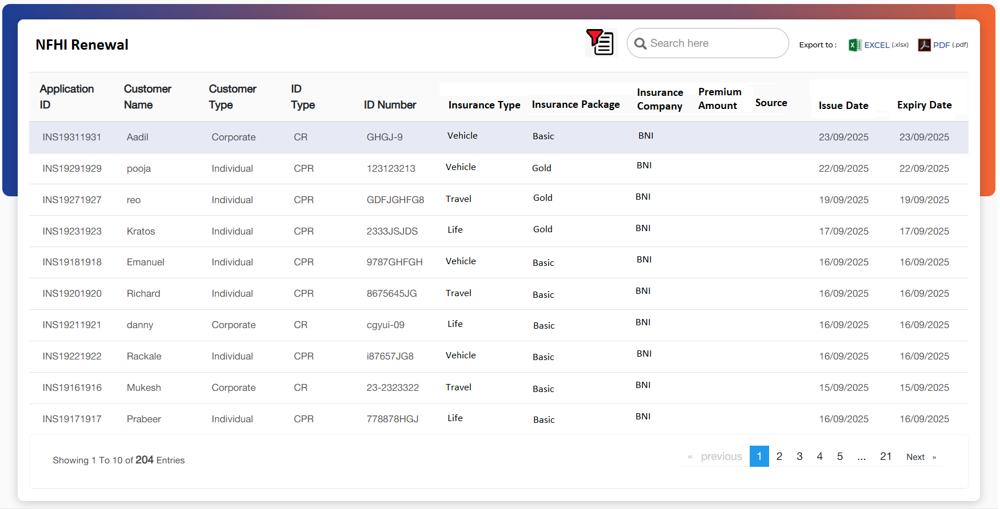 NFHI Renewal
Search here
Export to :
EXCEL (.xlsx)
PDF (.pdf)
Application ID Customer Name Customer Type ID Type ID Number Insurance Type Insurance Package Insurance Company Premium Amount Source Issue Date Expiry Date
INS19311931 Aadil Corporate CR GHGJ-9 Vehicle Basic BNI 23/09/2025 23/09/2025
INS19291929 pooja Individual CPR 123123213 Vehicle Gold BNI 22/09/2025 22/09/2025
INS19271927 reo Individual CPR GDFJGHFG8 Travel Gold BNI 19/09/2025 19/09/2025
INS19231923 Kratos Individual CPR 2333JSJDS Life Gold BNI 17/09/2025 17/09/2025
INS19181918 Emanuel Individual CPR 9787GHFGH Vehicle Basic BNI 16/09/2025 16/09/2025
INS19201920 Richard Individual CPR 8675645JG Travel Basic BNI 16/09/2025 16/09/2025
INS19211921 danny Corporate CR cgyui-09 Life Basic BNI 16/09/2025 16/09/2025
INS19221922 Rackale Individual CPR i87657JG8 Vehicle Basic BNI 16/09/2025 16/09/2025
INS19161916 Mukesh Corporate CR 23-2323322 Travel Basic BNI 15/09/2025 15/09/2025
INS19171917 Prabeer Individual CPR 778878HGJ Life Basic BNI 16/09/2025 16/09/2025
Showing 1 To 10 of 204 Entries
« previous 1 2 3 4 5 ... 21 Next »